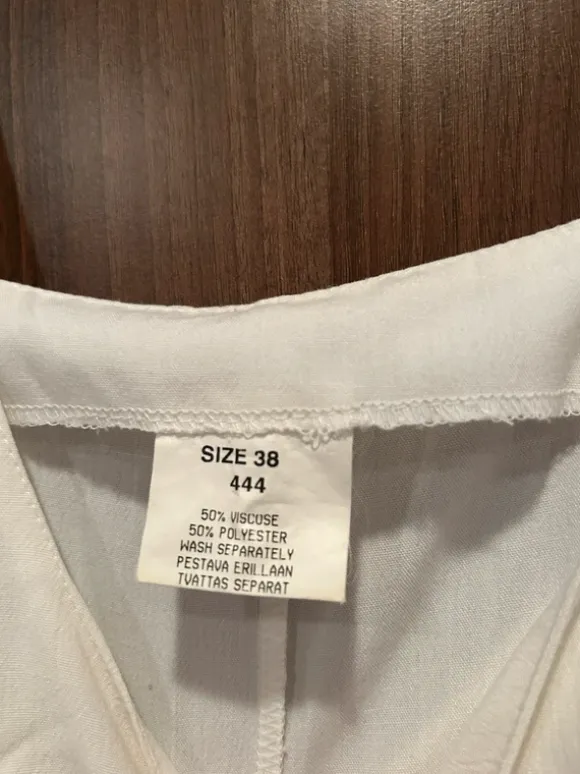 SIZE 38
444
50% VISCOSE
50% POLYESTER
WASH SEPARATELY
PESTAVA ERILLAAN
TVATTAS SEPARAT